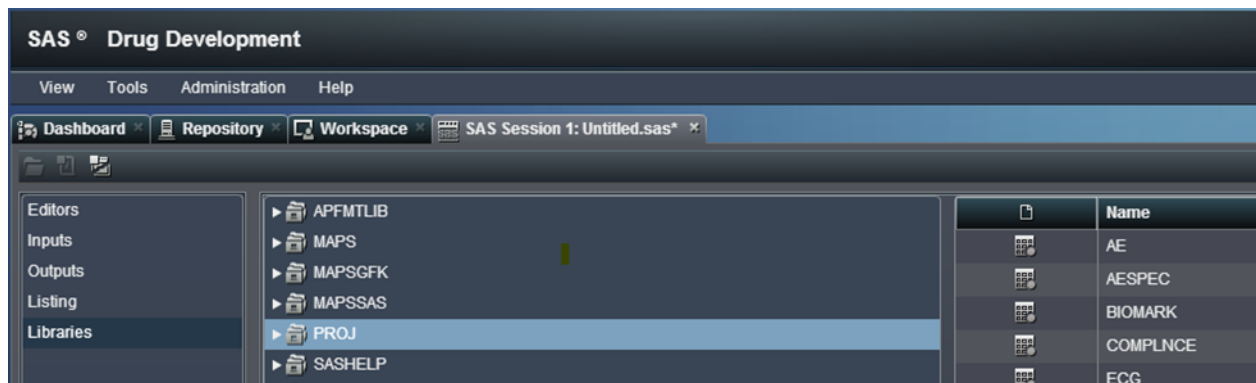 SAS ® Drug Development
View Tools Administration Help
Dashboard × Repository × Workspace × SAS Session 1: Untitled.sas* ×
Editors
Inputs
Outputs
Listing
Libraries
APFMTLIB
MAPS
MAPSGFK
MAPSSAS
PROJ
SASHELP
Name
AE
AESPEC
BIOMARK
COMPLNCE
ECG